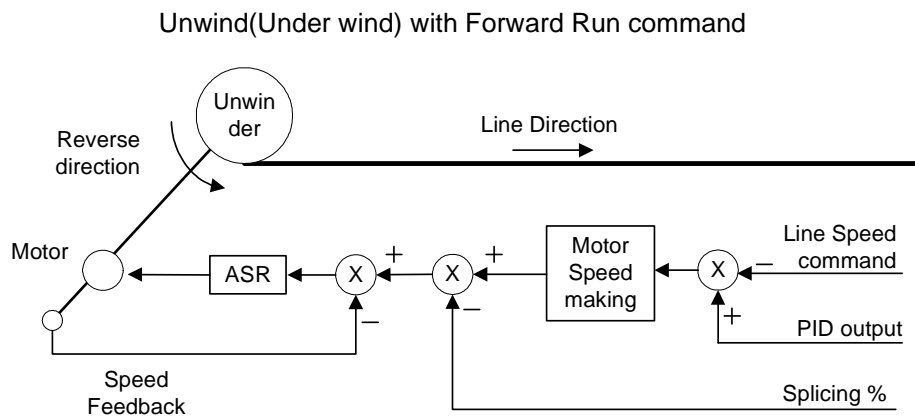 Unwind(Under wind) with Forward Run command
Unwin
der
Reverse
direction
Line Direction
Motor
ASR
X
+
−
X
+
−
Motor
Speed
making
X
−
+
Line Speed
command
PID output
Splicing %
Speed
Feedback